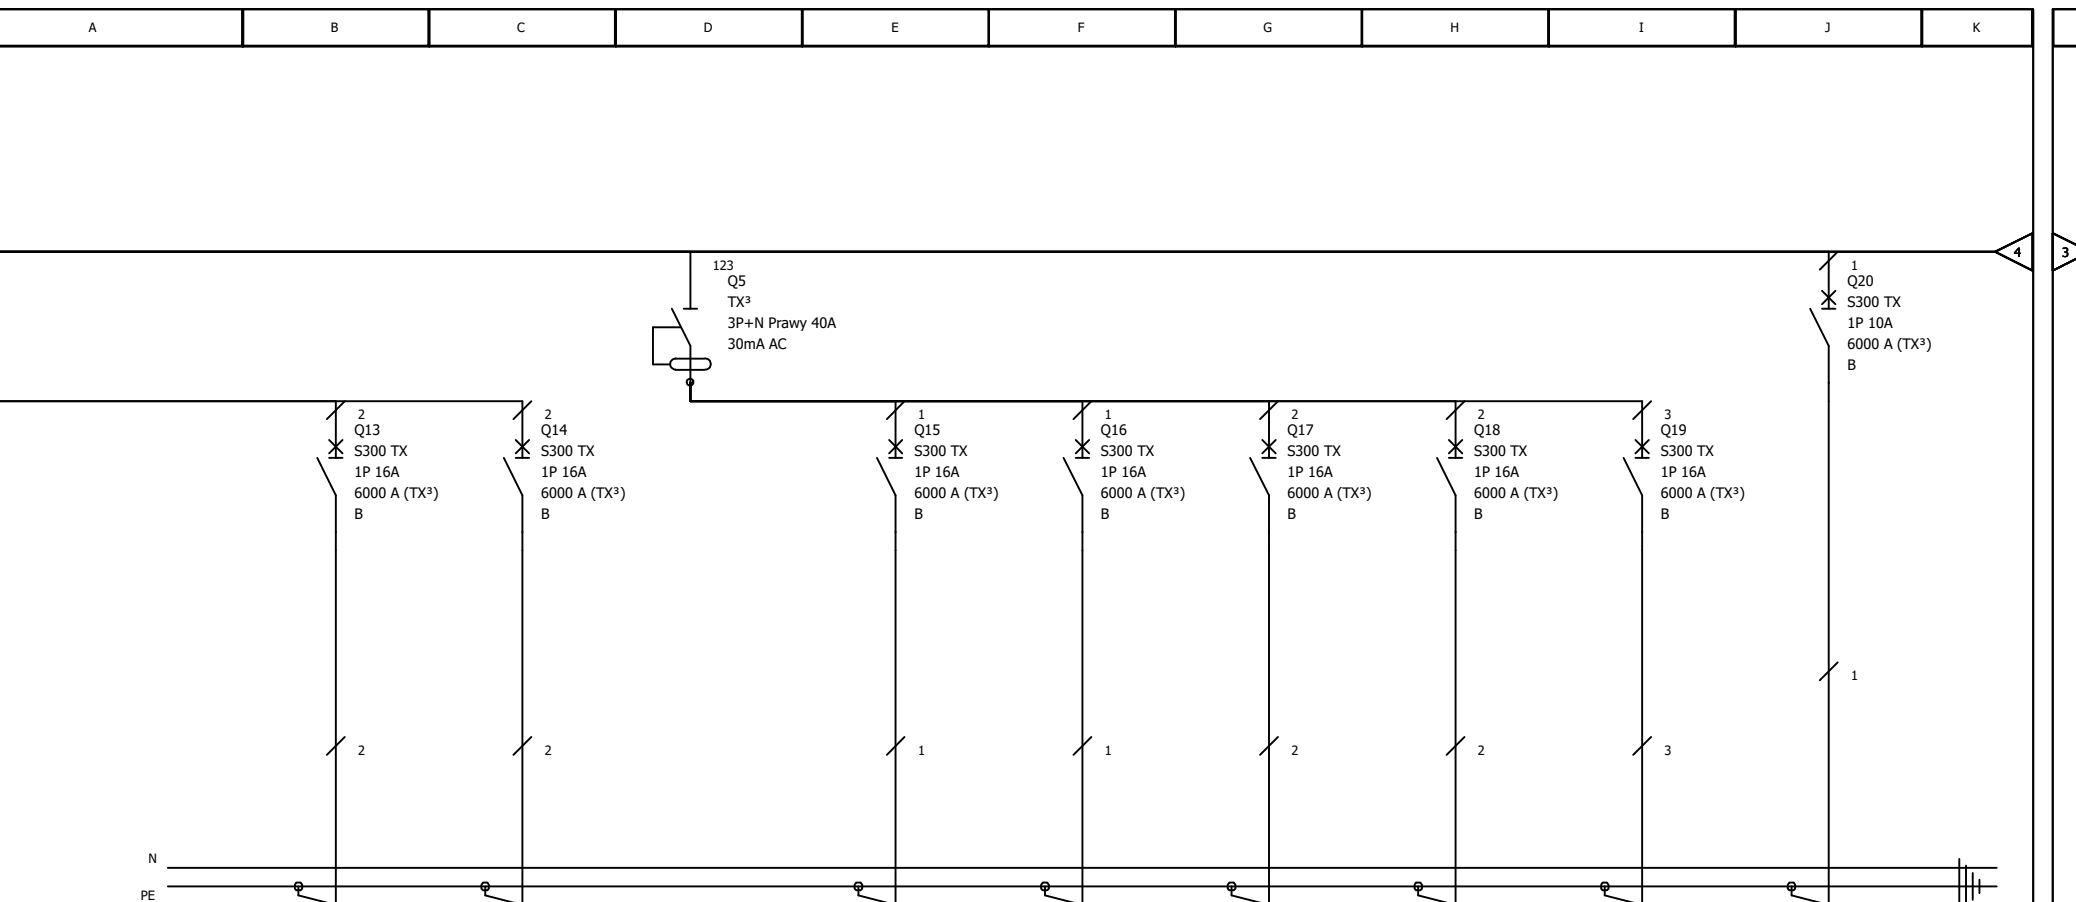 A
B
C
D
E
F
G
H
I
J
K
4
3
123
Q5
TX³
3P+N Prawy 40A
30mA AC
1
Q20
S300 TX
1P 10A
6000 A (TX³)
B
2
Q13
S300 TX
1P 16A
6000 A (TX³)
B
2
Q14
S300 TX
1P 16A
6000 A (TX³)
B
1
Q15
S300 TX
1P 16A
6000 A (TX³)
B
1
Q16
S300 TX
1P 16A
6000 A (TX³)
B
2
Q17
S300 TX
1P 16A
6000 A (TX³)
B
2
Q18
S300 TX
1P 16A
6000 A (TX³)
B
3
Q19
S300 TX
1P 16A
6000 A (TX³)
B
1
2
2
1
1
2
2
3
N
PE